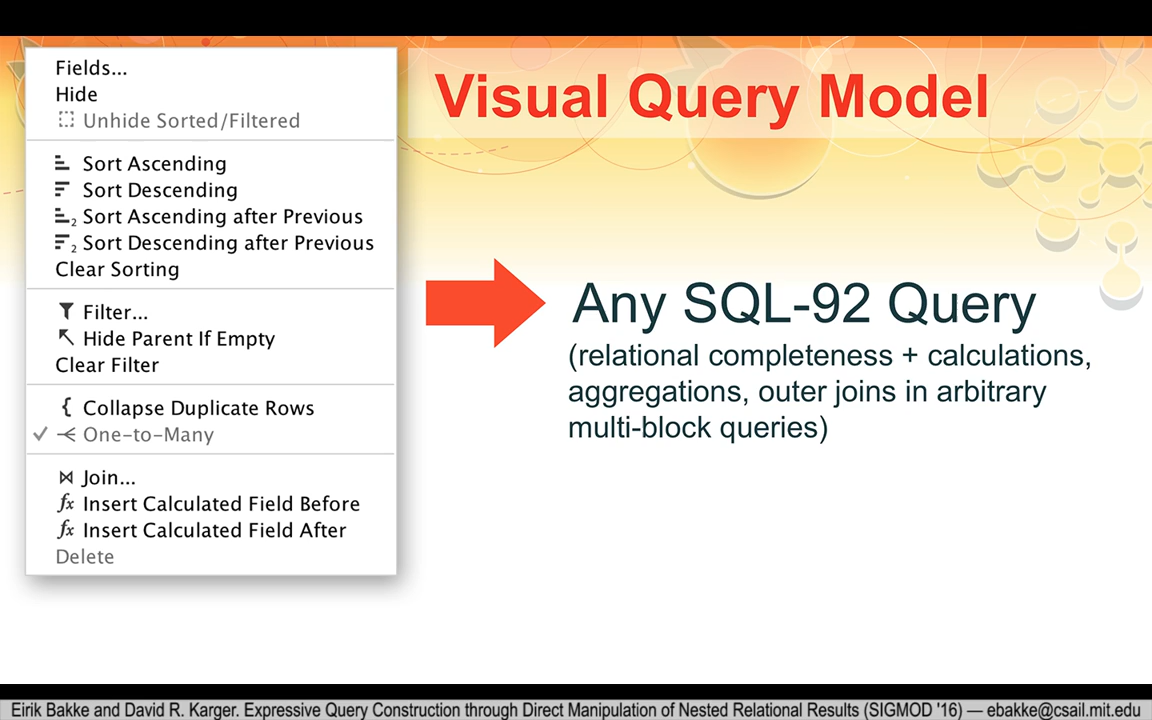 Fields...
Hide
Unhide Sorted/Filtered
Sort Ascending
Sort Descending
2 Sort Ascending after Previous
2 Sort Descending after Previous
Clear Sorting
Filter...
Hide Parent If Empty
Clear Filter
{ Collapse Duplicate Rows
One-to-Many
⋈ Join...
fx Insert Calculated Field Before
fx Insert Calculated Field After
Delete
Visual Query Model
Any SQL-92 Query
(relational completeness + calculations,
aggregations, outer joins in arbitrary
multi-block queries)
Eirik Bakke and David R. Karger. Expressive Query Construction through Direct Manipulation of Nested Relational Results (SIGMOD '16) — ebakke@csail.mit.edu